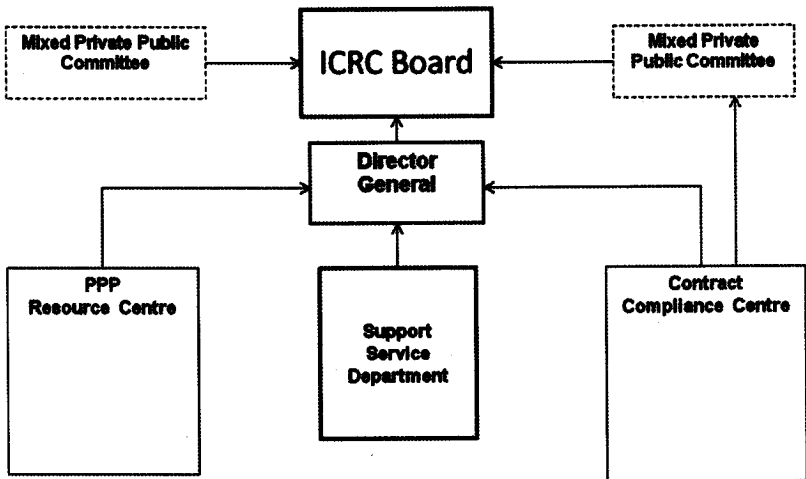 Mixed Private Public
Committee
ICRC Board
Mixed Private
Public Committee
Director
General
PPP
Resource Centre
Support
Service
Department
Contract
Compliance Centre